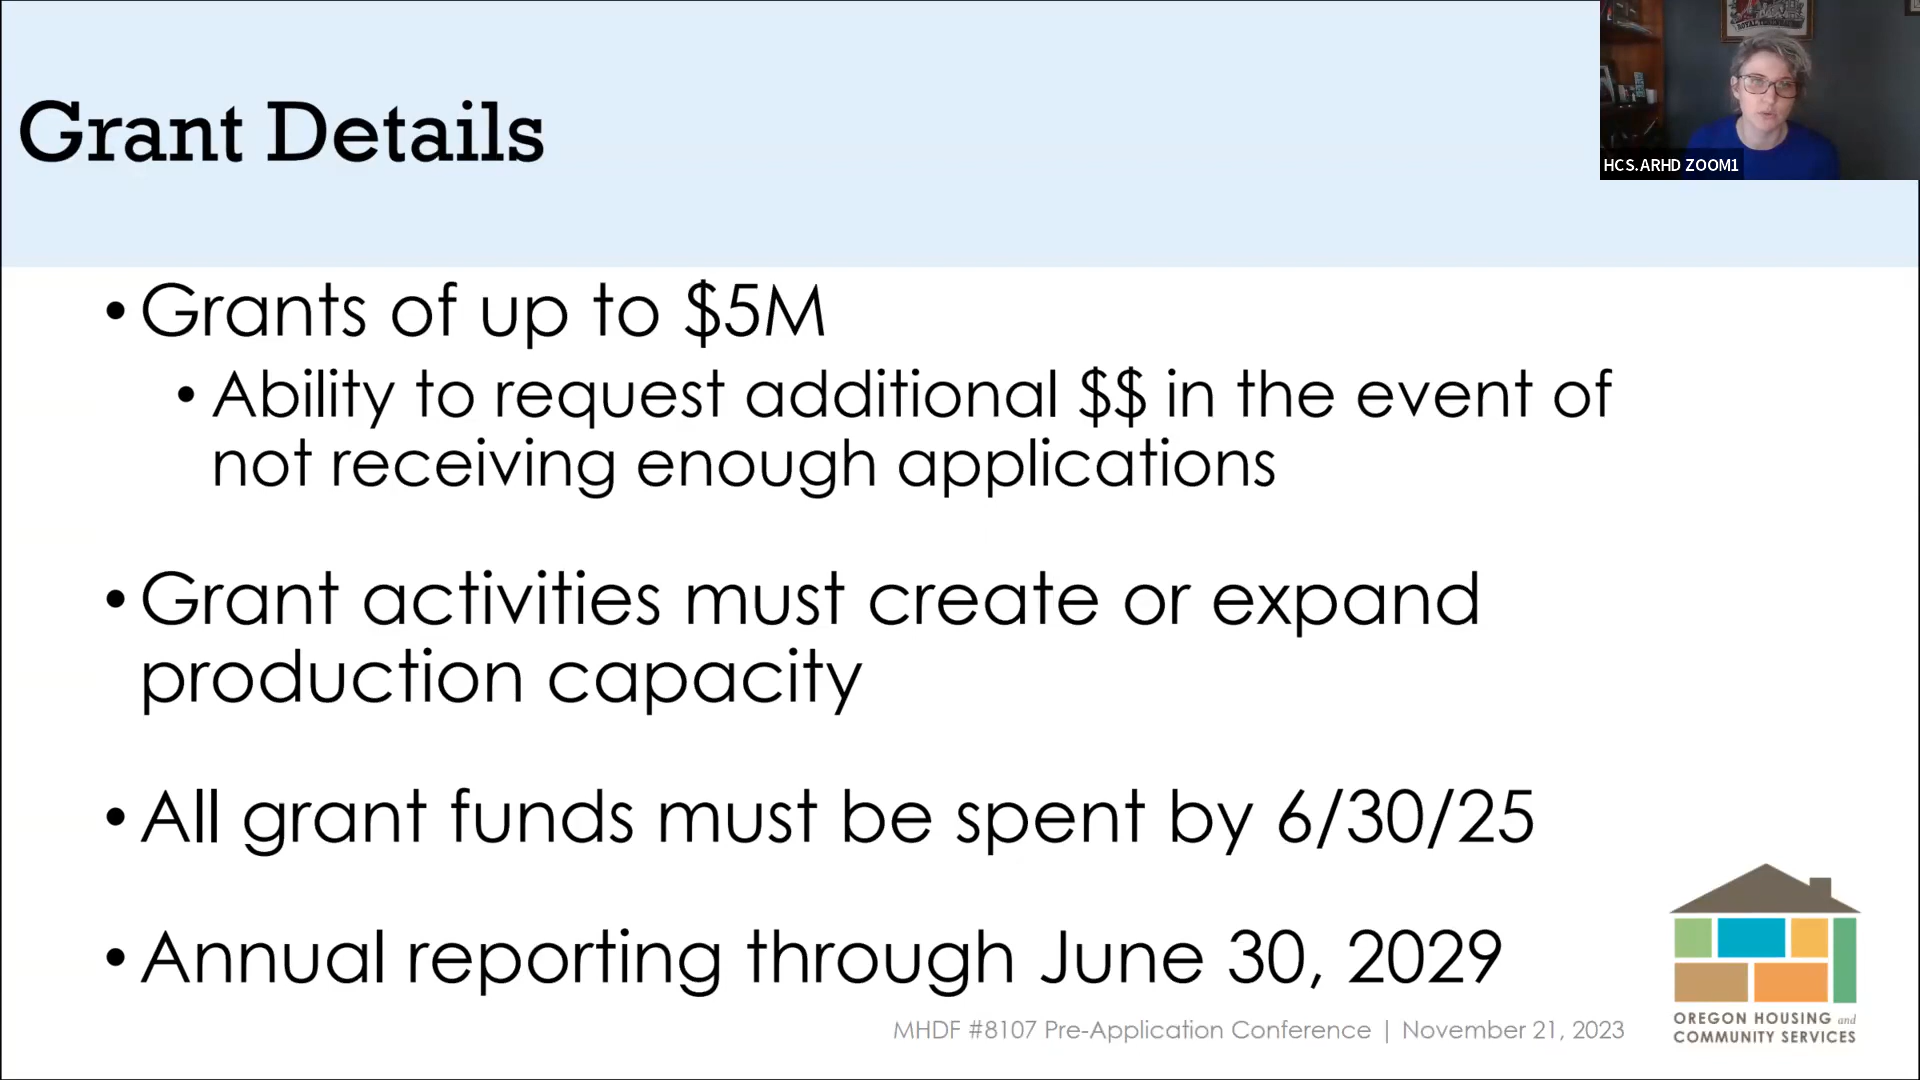 Grant Details
HCS.ARHD ZOOM1
• Grants of up to $5M
• Ability to request additional $$ in the event of
not receiving enough applications
• Grant activities must create or expand
production capacity
• All grant funds must be spent by 6/30/25
• Annual reporting through June 30, 2029
MHDF #8107 Pre-Application Conference | November 21, 2023
OREGON HOUSING and
COMMUNITY SERVICES